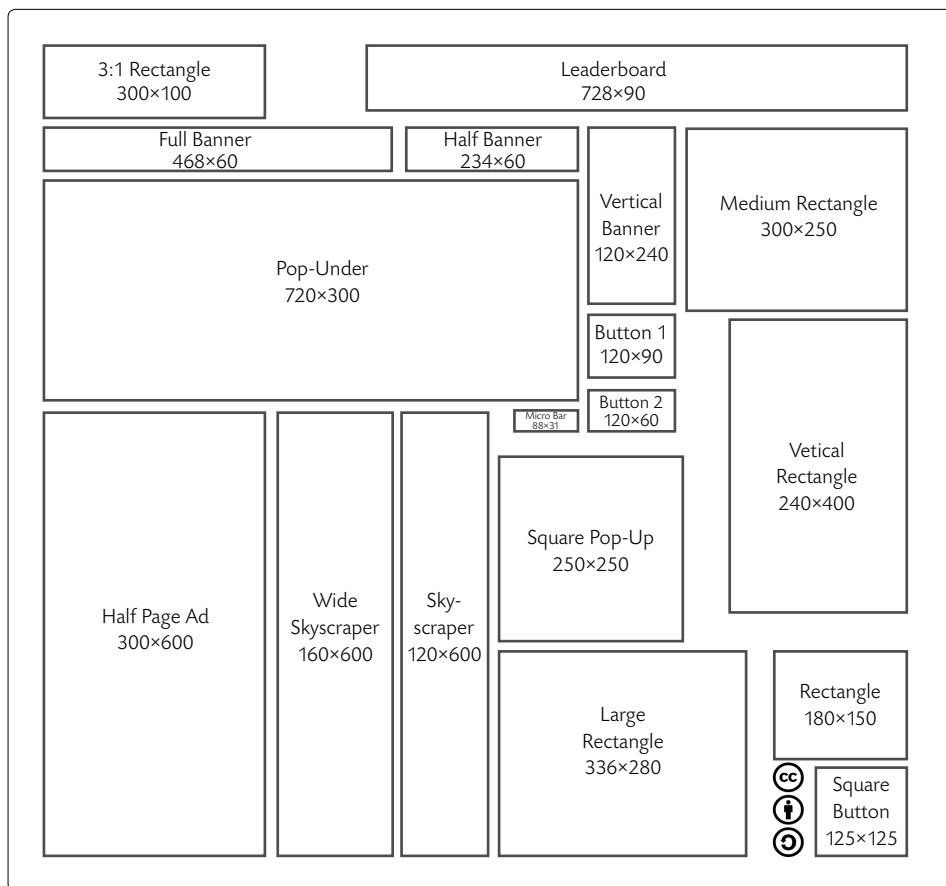 3:1 Rectangle
300×100
Leaderboard
728×90
Full Banner
468×60
Half Banner
234×60
Vertical
Banner
120×240
Medium Rectangle
300×250
Pop-Under
720×300
Button 1
120×90
Button 2
120×60
Micro Bar
88×31
Vetical
Rectangle
240×400
Square Pop-Up
250×250
Half Page Ad
300×600
Wide
Skyscraper
160×600
Sky-
scraper
120×600
Large
Rectangle
336×280
Rectangle
180×150
cc
Square
Button
125×125